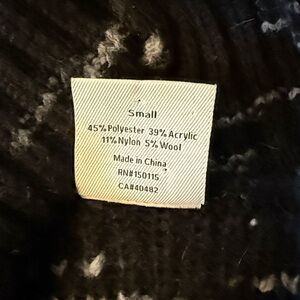 Small
45% Polyester 39% Acrylic
11% Nylon 5% Wool
Made in China
RN#150115
CA#40482